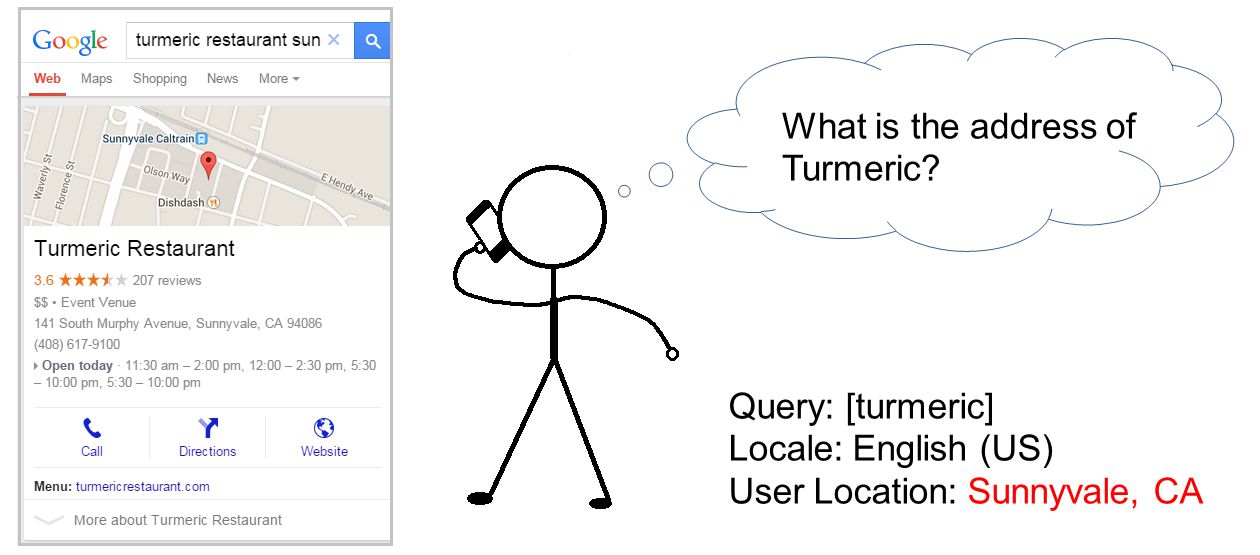 Google
turmeric restaurant sun
Web Maps Shopping News More
Sunnyvale Caltrain
Waverly St
Florence St
Olson Way
E Hendy Ave
Dishdash
Turmeric Restaurant
3.6 207 reviews
$$ • Event Venue
141 South Murphy Avenue, Sunnyvale, CA 94086
(408) 617-9100
Open today · 11:30 am – 2:00 pm, 12:00 – 2:30 pm, 5:30
– 10:00 pm, 5:30 – 10:00 pm
Call Directions Website
Menu: turmericrestaurant.com
More about Turmeric Restaurant
What is the address of
Turmeric?
Query: [turmeric]
Locale: English (US)
User Location: Sunnyvale, CA